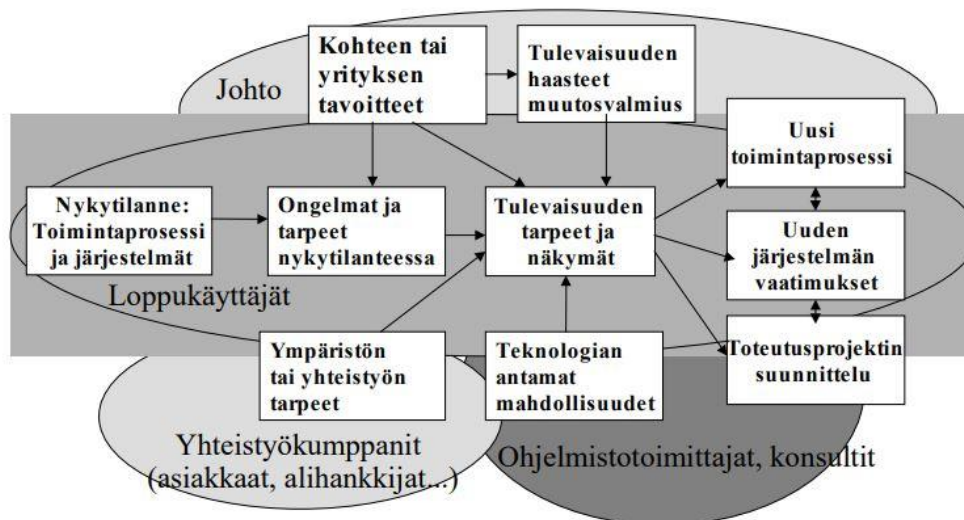 Kohteen tai
yrityksen
tavoitteet
Tulevaisuuden
haasteet
muutosvalmius
Johto
Uusi
toimintaprosessi
Nykytilanne:
Toimintaprosessi
ja järjestelmät
Ongelmat ja
tarpeet
nykytilanteessa
Tulevaisuuden
tarpeet ja
näkymät
Uuden
järjestelmän
vaatimukset
Loppukäyttäjät
Ympäristön
tai yhteistyön
tarpeet
Teknologian
antamat
mahdollisuudet
Toteutusprojektin
suunnittelu
Yhteistyökumppanit
(asiakkaat, alihankkijat...)
Ohjelmistotoimittajat, konsultit